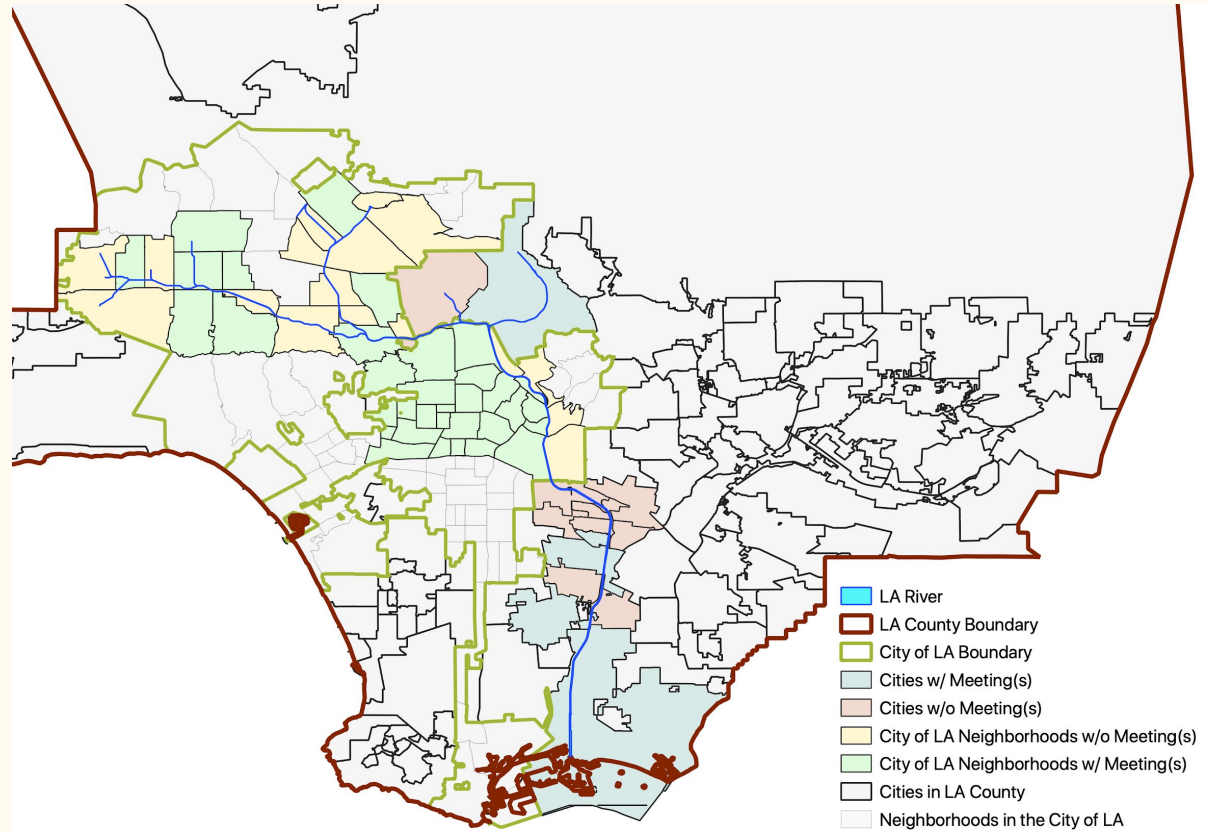 LA River
LA County Boundary
City of LA Boundary
Cities w/ Meeting(s)
Cities w/o Meeting(s)
City of LA Neighborhoods w/o Meeting(s)
City of LA Neighborhoods w/ Meeting(s)
Cities in LA County
Neighborhoods in the City of LA